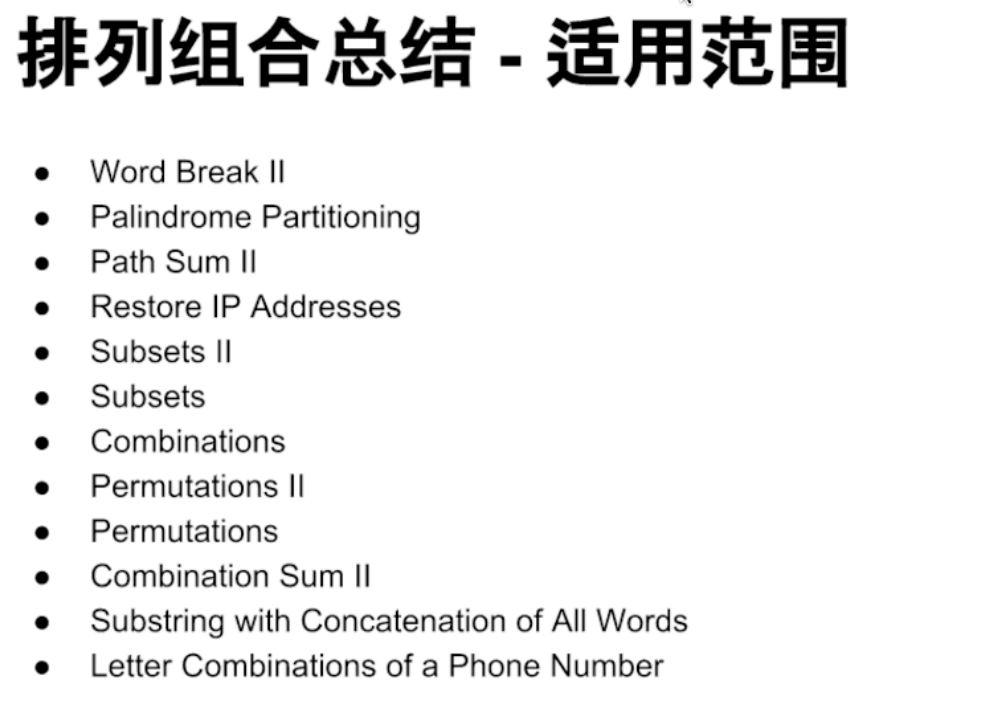 排列组合总结 - 适用范围
● Word Break II
● Palindrome Partitioning
● Path Sum II
● Restore IP Addresses
● Subsets II
● Subsets
● Combinations
● Permutations II
● Permutations
● Combination Sum II
● Substring with Concatenation of All Words
● Letter Combinations of a Phone Number